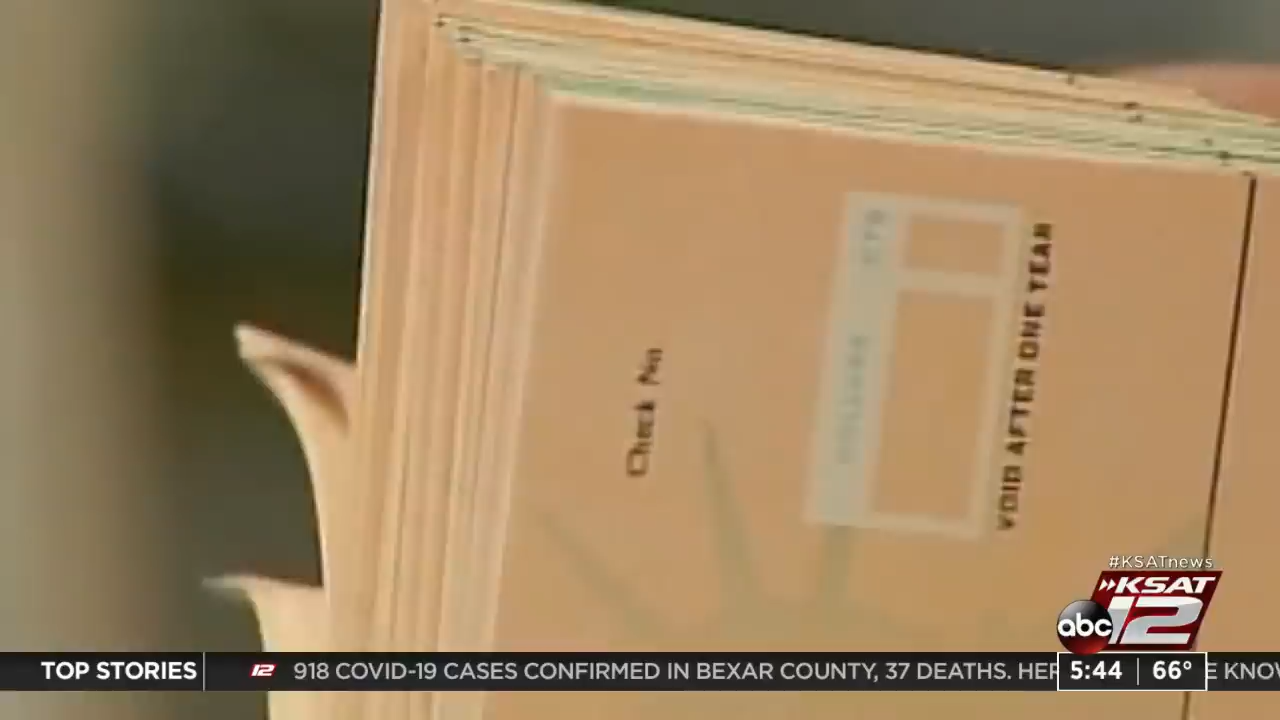 Check No
VOID AFTER ONE YEAR
#KSATnews
KSAT
abc 12
TOP STORIES
12 918 COVID-19 CASES CONFIRMED IN BEXAR COUNTY, 37 DEATHS.
5:44 66°